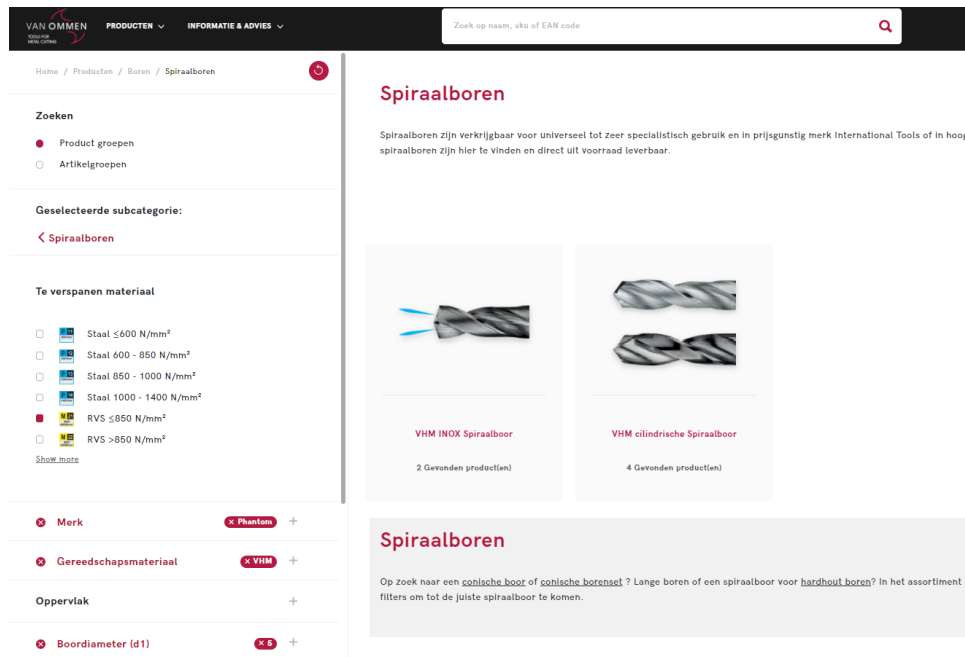 VAN OMMEN
TOOLS FOR
METAL CUTTING
PRODUCTEN
INFORMATIE & ADVIES
Zoek op naam, sku of EAN code
Home / Producten / Boren / Spiraalboren
Zoeken
Product groepen
Artikelgroepen
Geselecteerde subcategorie:
Spiraalboren
Te verspanen materiaal
Staal ≤600 N/mm²
Staal 600 - 850 N/mm²
Staal 850 - 1000 N/mm²
Staal 1000 - 1400 N/mm²
RVS ≤850 N/mm²
RVS >850 N/mm²
Show more
Merk
× Phantom
Gereedschapsmateriaal
× VHM
Oppervlak
Boordiameter (d1)
× 5
Spiraalboren
Spiraalboren zijn verkrijgbaar voor universeel tot zeer specialistisch gebruik en in prijsgunstig merk International Tools of in hoog
spiraalboren zijn hier te vinden en direct uit voorraad leverbaar.
VHM INOX Spiraalboor
2 Gevonden product(en)
VHM cilindrische Spiraalboor
4 Gevonden product(en)
Spiraalboren
Op zoek naar een conische boor of conische borenset ? Lange boren of een spiraalboor voor hardhout boren? In het assortiment
filters om tot de juiste spiraalboor te komen.